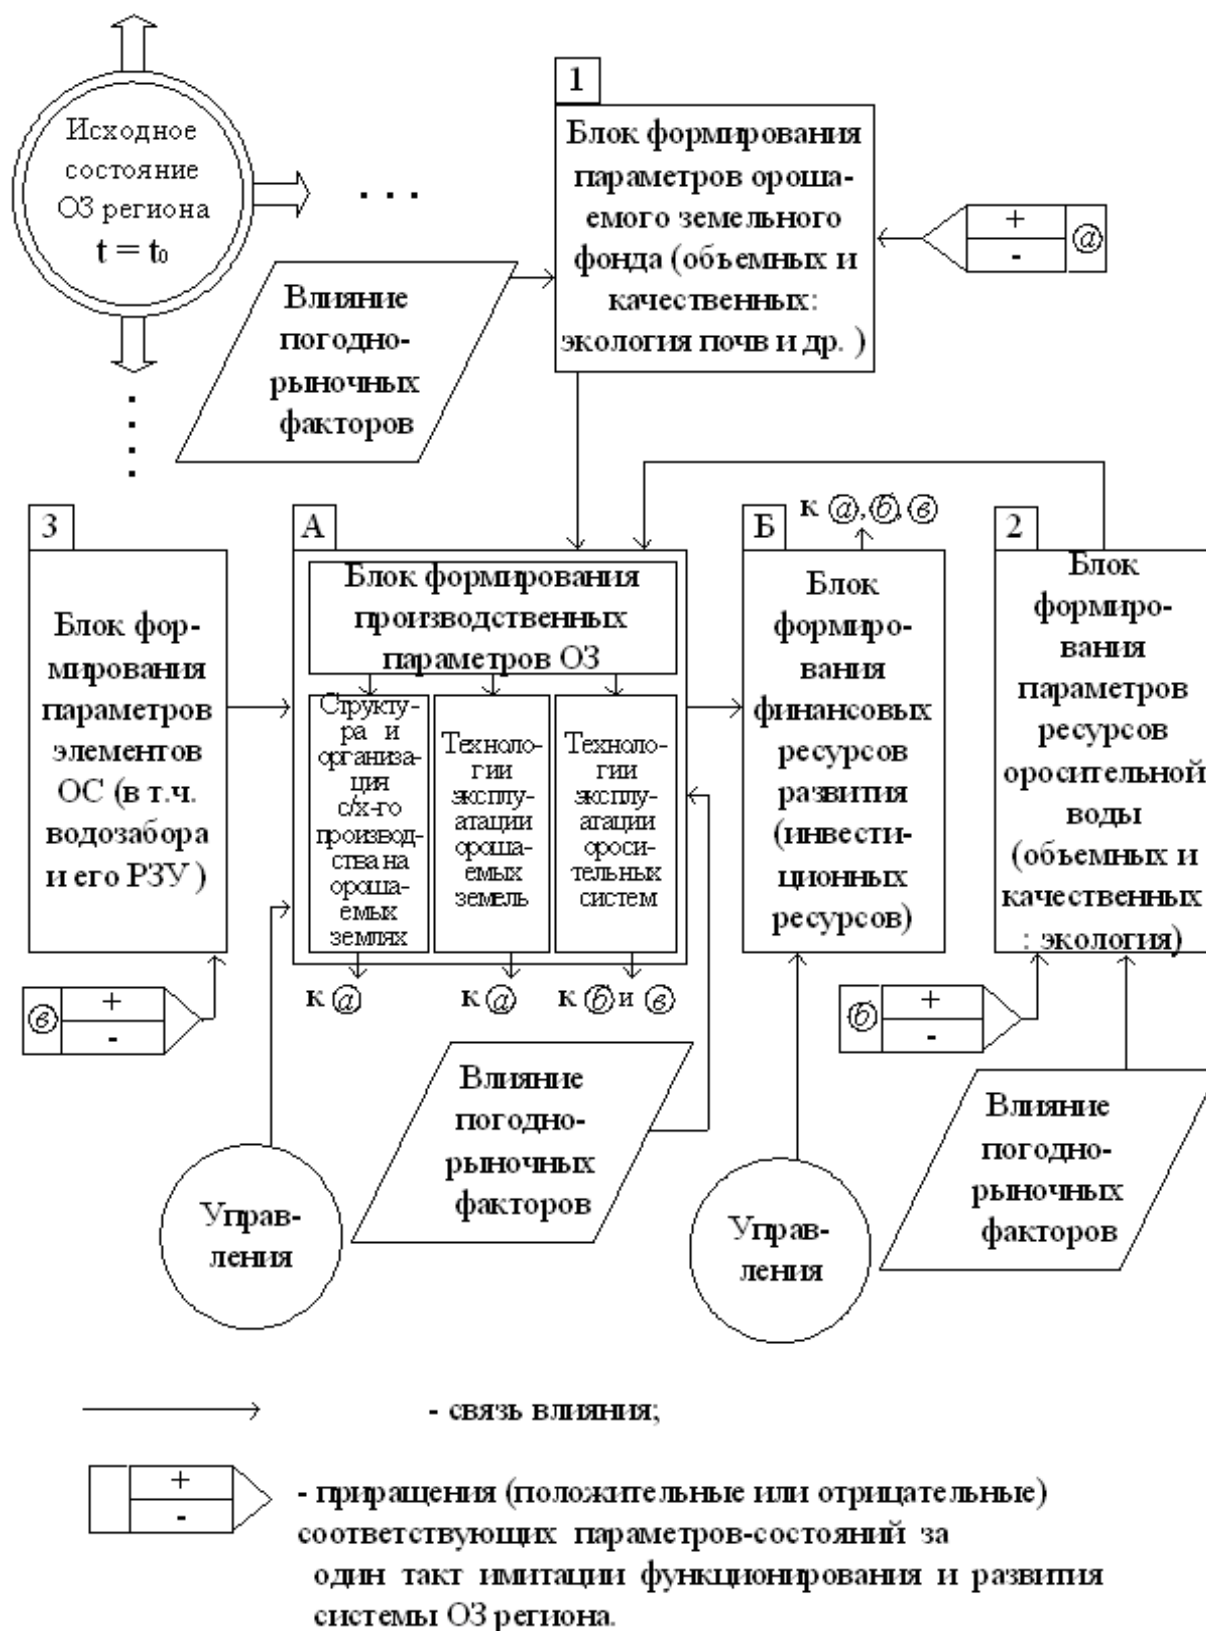 Исходное
состояние
ОЗ региона
t = t₀
. . .
1
Блок формирования
параметров ороша-
емого земельного
фонда (объемных и
качественных:
экология почв и др. )
+
-
а
Влияние
погодно-
рыночных
факторов
3
Блок фор-
мирования
параметров
элементов
ОС (в т.ч.
водозабора
и его РЗУ )
А
Блок формирования
производственных
параметров ОЗ
Структу-
ра и
организа-
ция
с/х-го
производ-
ства на
ороша-
емых
землях
Техноло-
гии
эксплу-
атации
ороша-
емых
земель
Техноло-
гии
эксплу-
атации
ороси-
тельных
систем
к а
к а
к б и в
к а, б, в
Б
Блок
формиро-
вания
финансовых
ресурсов
развития
(инвести-
ционных
ресурсов)
2
Блок
формиро-
вания
параметров
ресурсов
оросительной
воды
(объемных и
качественных
: экология)
в
+
-
б
+
-
Влияние
погодно-
рыночных
факторов
Управ-
ления
Управ-
ления
Влияние
погодно-
рыночных
факторов
- связь влияния;
+
-
- приращения (положительные или отрицательные)
соответствующих параметров-состояний за
один такт имитации функционирования и развития
системы ОЗ региона.